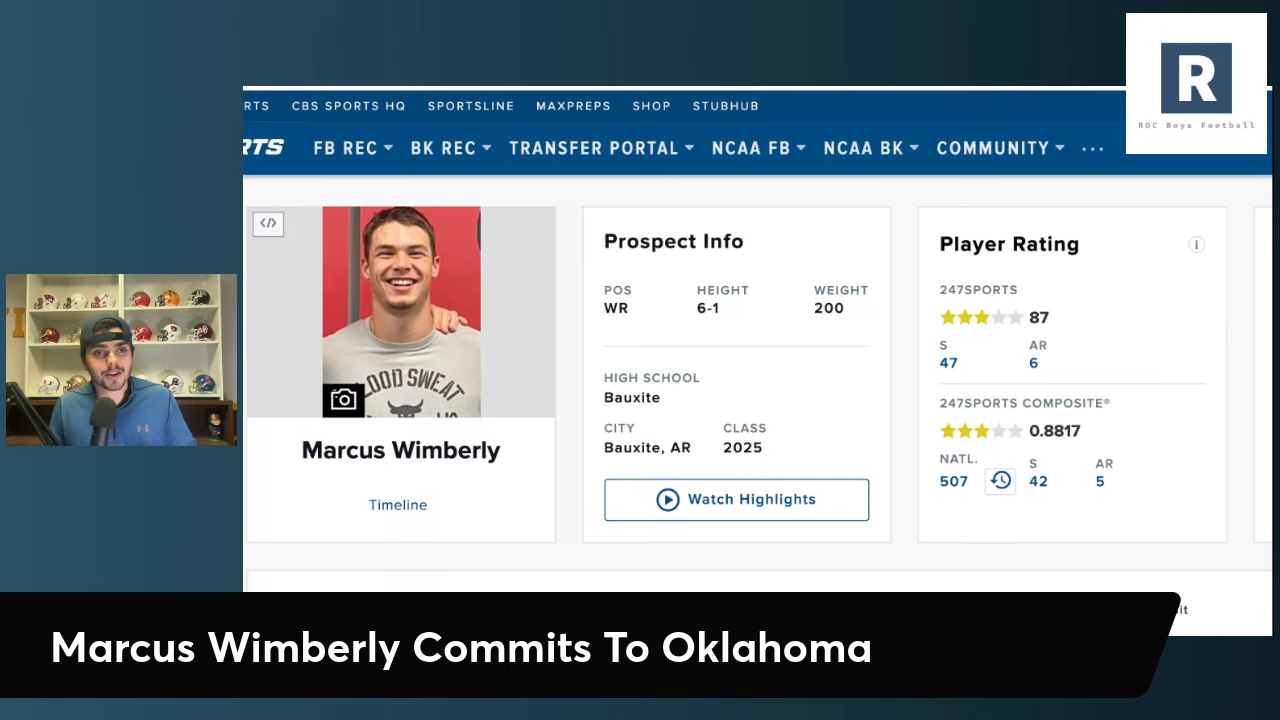 RTS CBS SPORTS HQ SPORTSLINE MAXPREPS SHOP STUBHUB
RTS FB REC BK REC TRANSFER PORTAL NCAA FB NCAA BK COMMUNITY ...
R
ROC Boys Football
</>
LOOD SWEAT
Marcus Wimberly
Timeline
Prospect Info
POS HEIGHT WEIGHT
WR 6-1 200
HIGH SCHOOL
Bauxite
CITY CLASS
Bauxite, AR 2025
Watch Highlights
Player Rating i
247SPORTS
87
S AR
47 6
247SPORTS COMPOSITE®
0.8817
NATL. S AR
507 42 5
it
Marcus Wimberly Commits To Oklahoma